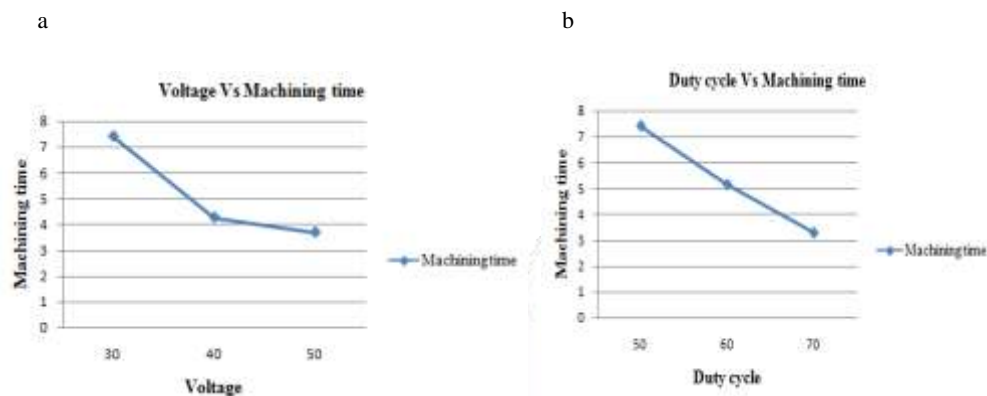 a
Voltage Vs Machining time
8
7
6
5
4
3
2
1
0
Machining time
30 40 50
Voltage
Machining time
b
Duty cycle Vs Machining time
8
7
6
5
4
3
2
1
0
Machining time
50 60 70
Duty cycle
Machining time